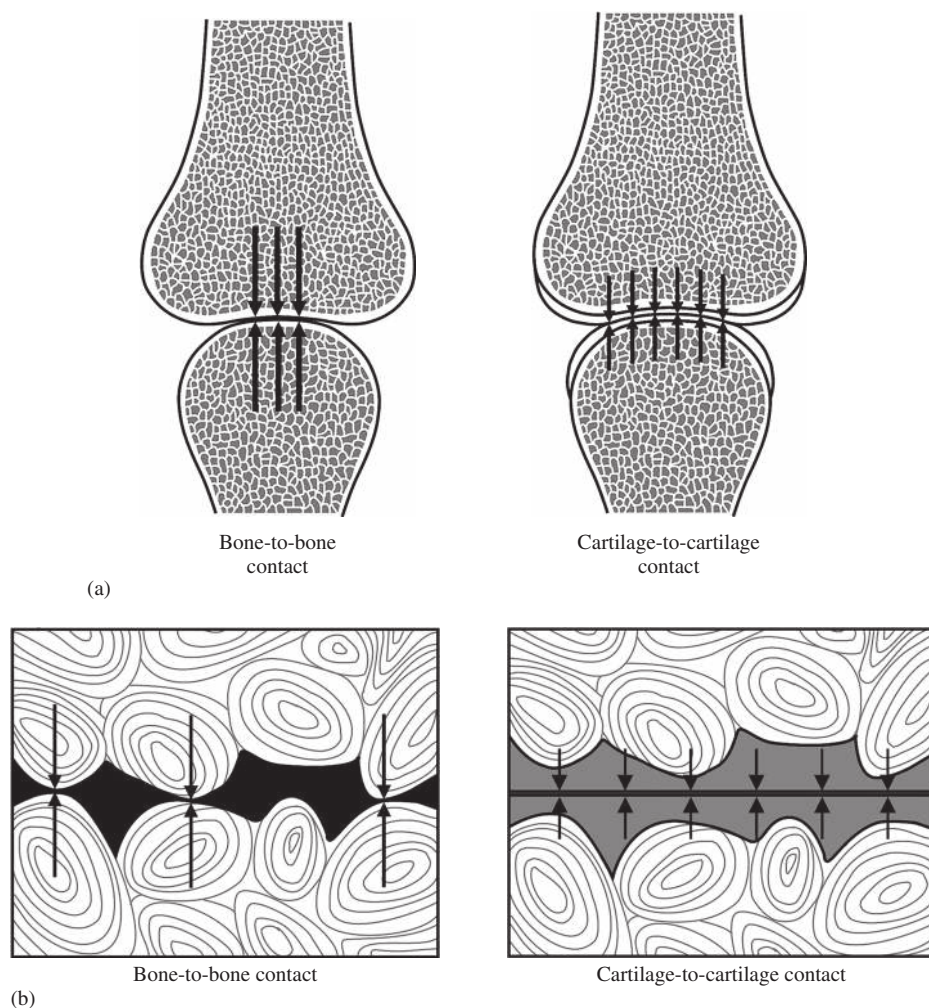 Bone-to-bone
contact
Cartilage-to-cartilage
contact
(a)
Bone-to-bone contact
Cartilage-to-cartilage contact
(b)